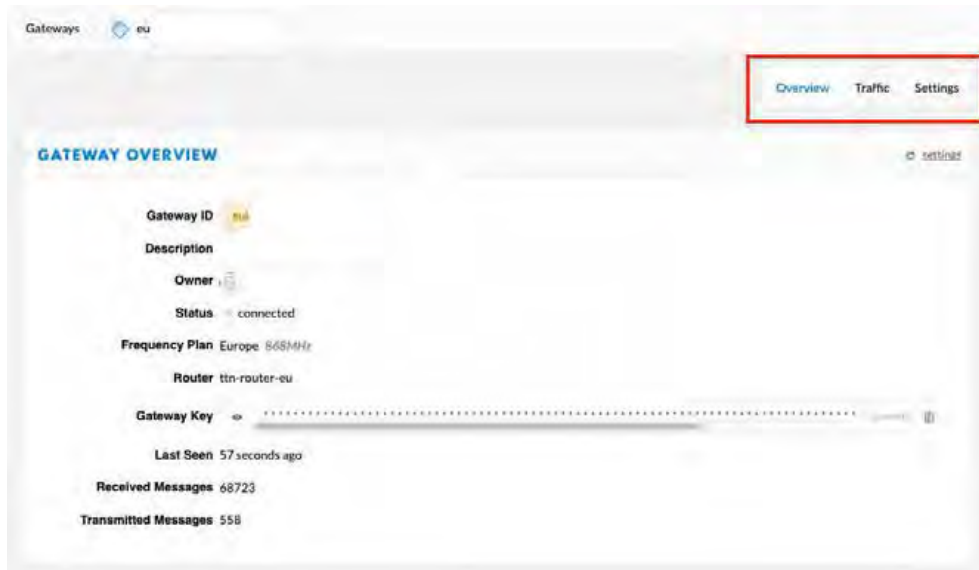 Gateways eu
Overview Traffic Settings
GATEWAY OVERVIEW
settings
Gateway ID eui
Description
Owner
Status connected
Frequency Plan Europe 868MHz
Router ttn-router-eu
Gateway Key
Last Seen 57 seconds ago
Received Messages 68723
Transmitted Messages 558